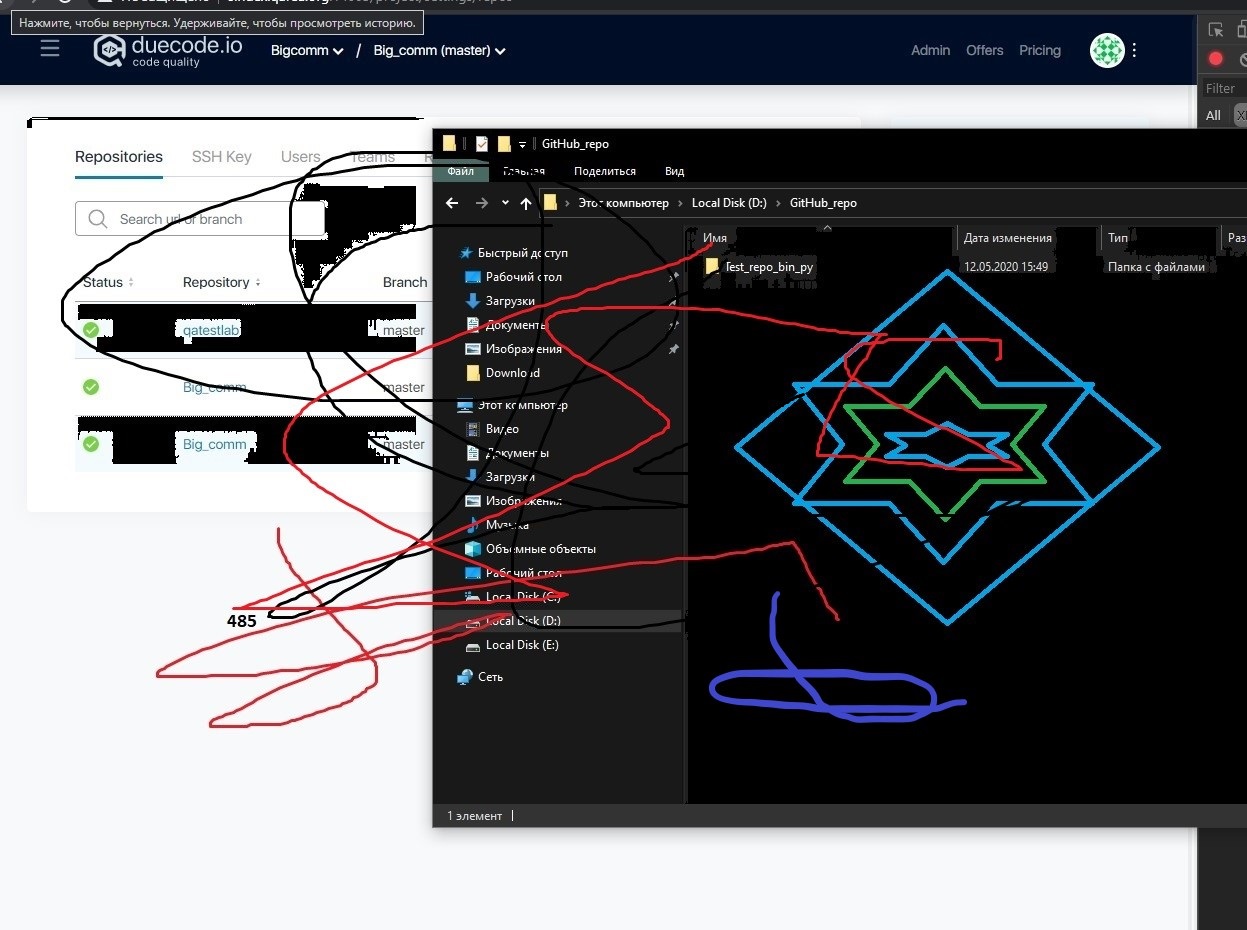 Нажмите, чтобы вернуться. Удерживайте, чтобы просмотреть историю.
duecode.io
code quality
Bigcomm / Big_comm (master)
Admin Offers Pricing
Filter
All
Repositories SSH Key Users Teams
Search url or branch
Status Repository Branch
qatestlab master
Big_comm master
Big_comm master
485
GitHub_repo
Файл Главная Поделиться Вид
Этот компьютер Local Disk (D:) GitHub_repo
Имя Дата изменения Тип Раз
Test_repo_bin_py 12.05.2020 15:49 Папка с файлами
Быстрый доступ
Рабочий стол
Загрузки
Документы
Изображения
Download
Этот компьютер
Видео
Документы
Загрузки
Изображения
Музыка
Объемные объекты
Рабочий стол
Local Disk (C:)
Local Disk (D:)
Local Disk (E:)
Сеть
1 элемент